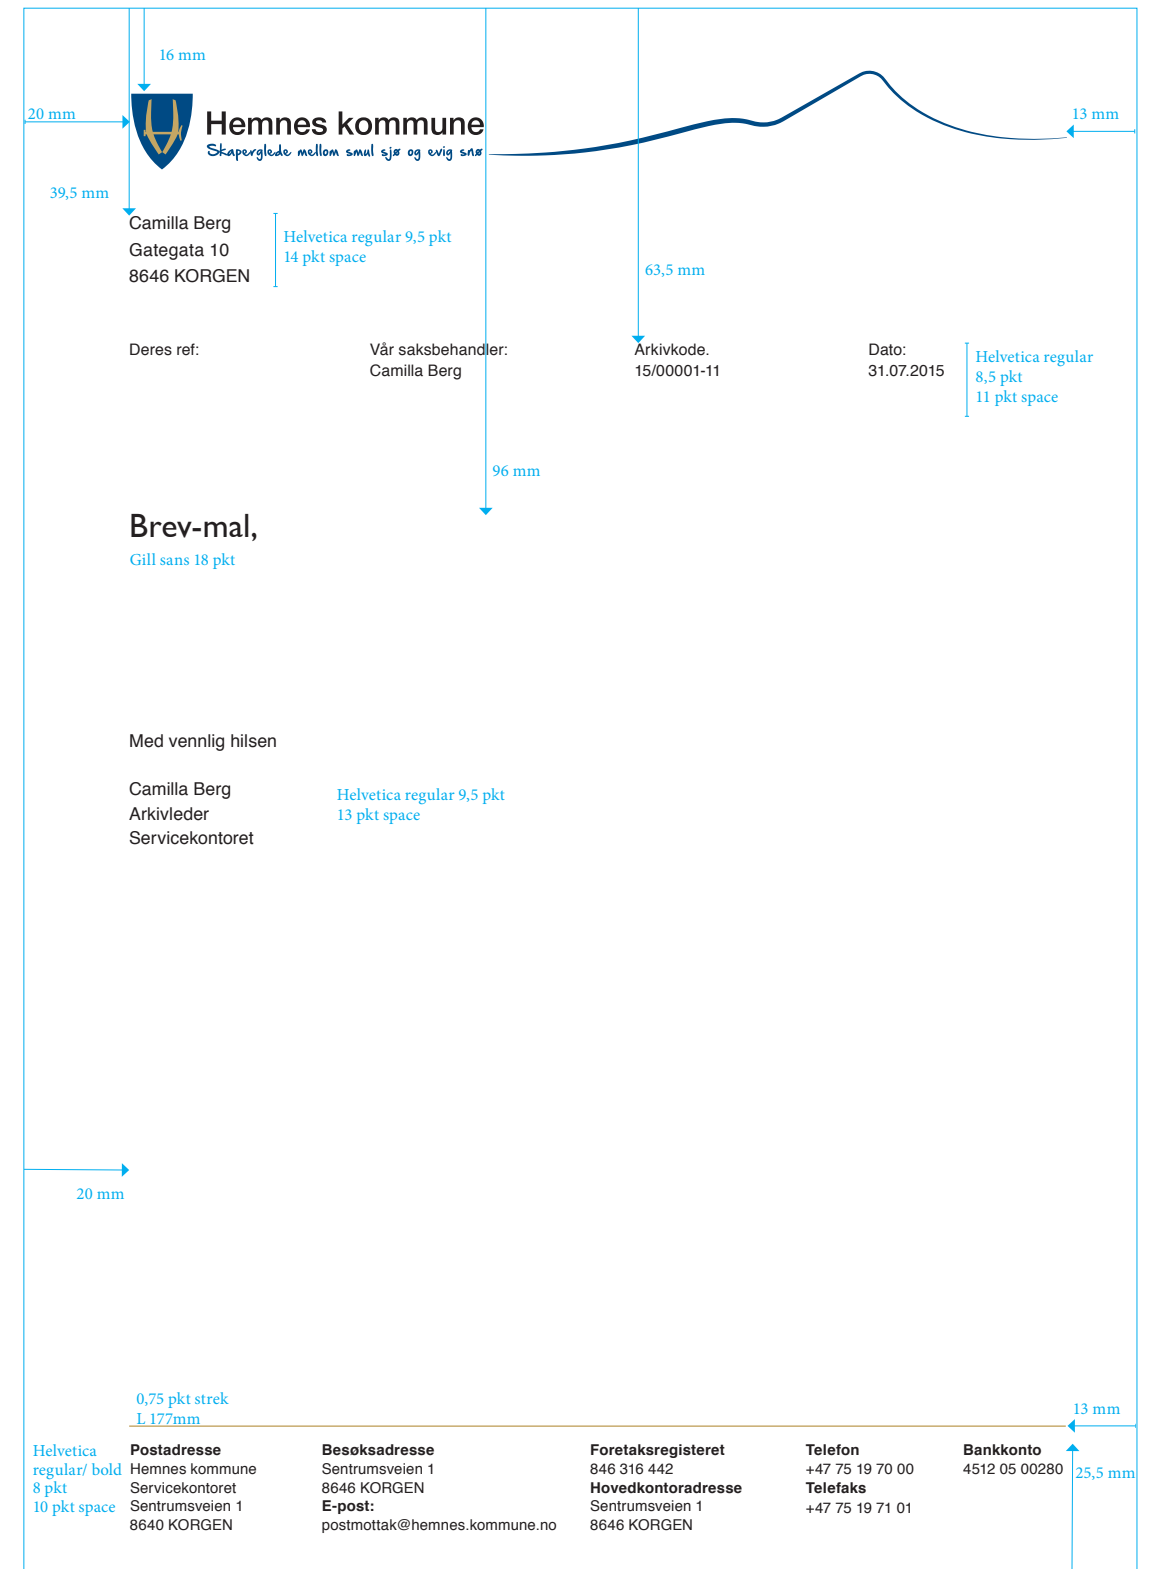 16 mm
20 mm
13 mm
Hemnes kommune
Skaperglede mellom smul sjø og evig snø
39,5 mm
Camilla Berg
Gategata 10
8646 KORGEN
Helvetica regular 9,5 pkt
14 pkt space
63,5 mm
Deres ref:
Vår saksbehandler:
Camilla Berg
Arkivkode.
15/00001-11
Dato:
31.07.2015
Helvetica regular
8,5 pkt
11 pkt space
96 mm
Brev-mal,
Gill sans 18 pkt
Med vennlig hilsen
Camilla Berg
Arkivleder
Servicekontoret
Helvetica regular 9,5 pkt
13 pkt space
20 mm
0,75 pkt strek
L 177mm
13 mm
Helvetica
regular/ bold
8 pkt
10 pkt space
Postadresse
Hemnes kommune
Servicekontoret
Sentrumsveien 1
8640 KORGEN
Besøksadresse
Sentrumsveien 1
8646 KORGEN
E-post:
postmottak@hemnes.kommune.no
Foretaksregisteret
846 316 442
Hovedkontoradresse
Sentrumsveien 1
8646 KORGEN
Telefon
+47 75 19 70 00
Telefaks
+47 75 19 71 01
Bankkonto
4512 05 00280
25,5 mm